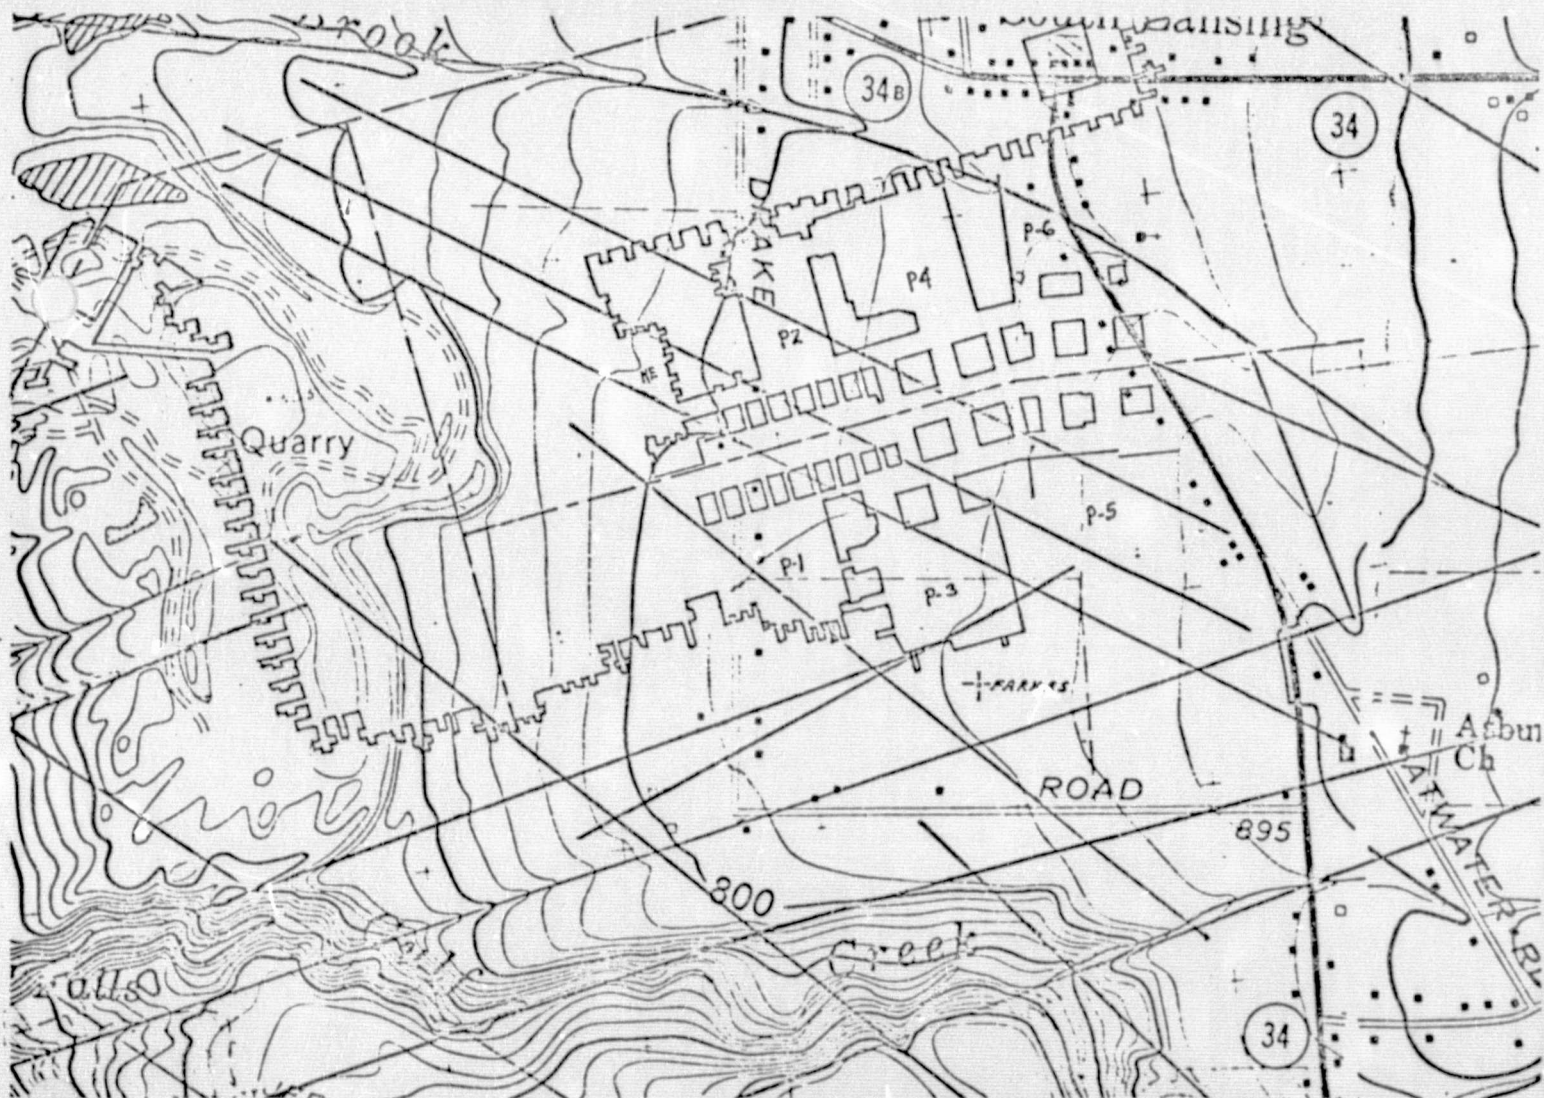 Brook
South Lansing
34B
34
DRAKE
P-6
P4
P2
Quarry
P-5
P-1
P-3
ROAD
895
800
Creek
ATWATER
Ch
34